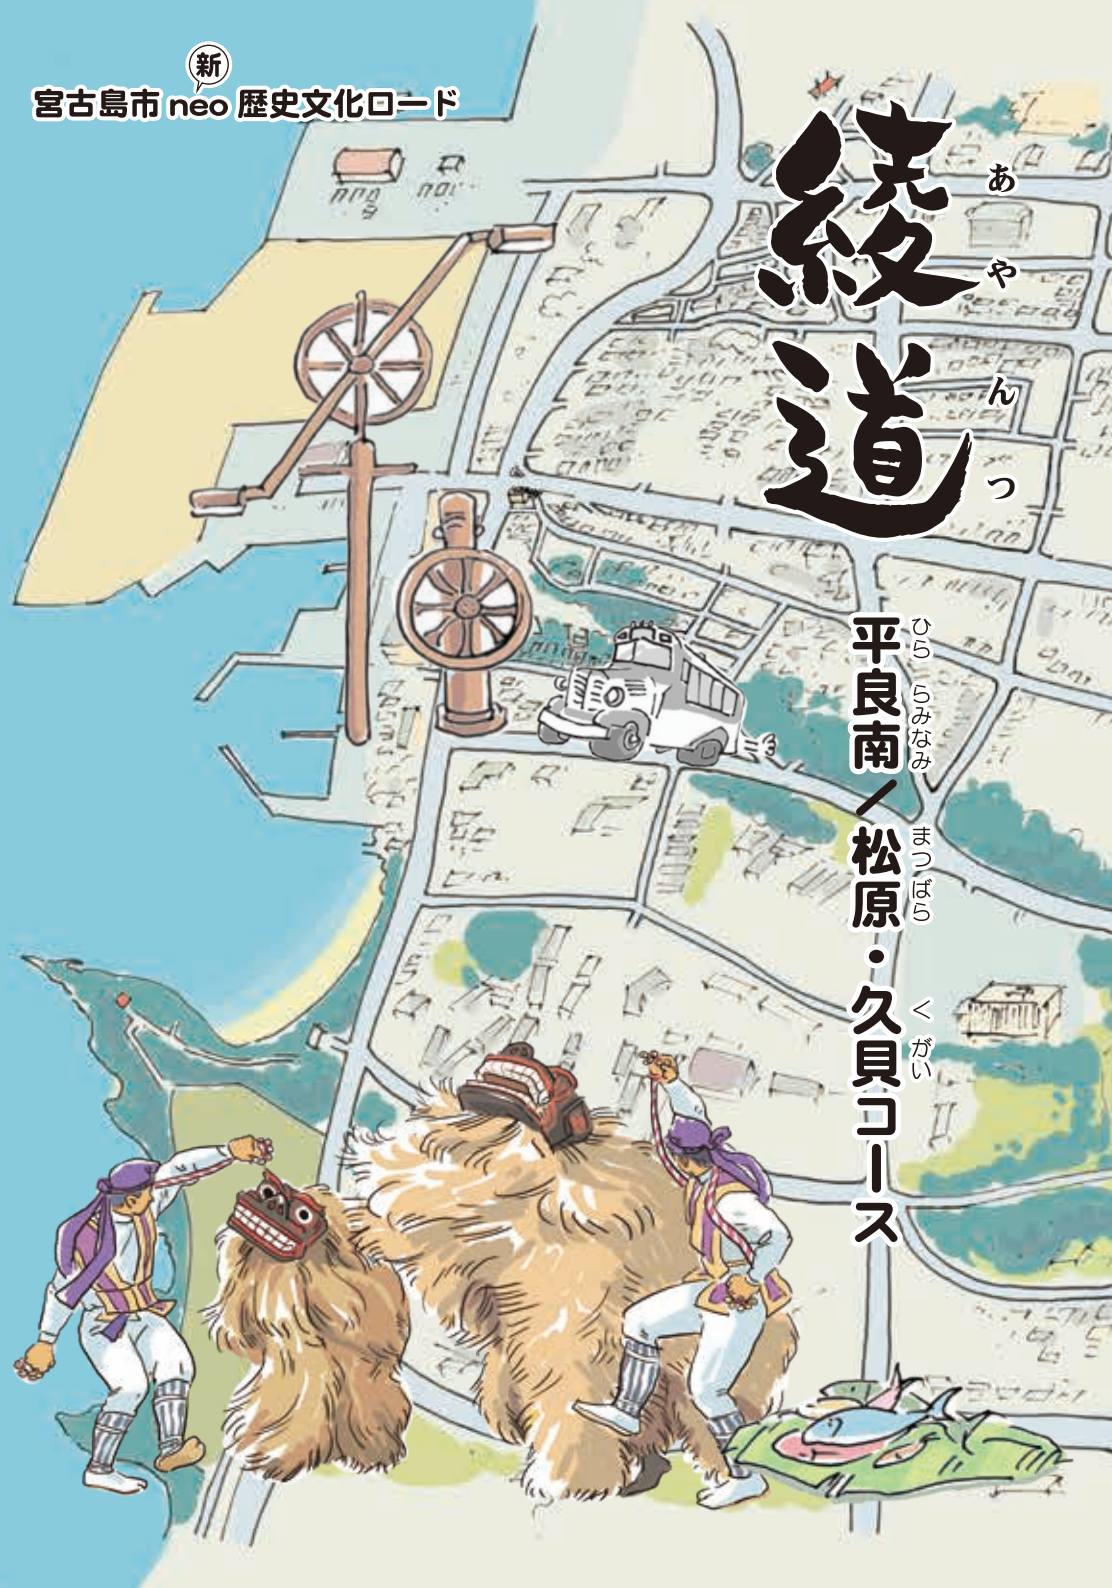 新
宮古島市 neo 歴史文化ロード
綾道
あやんつ
平良南／松原・久貝コース
ひら らみなみ まつばら く がい